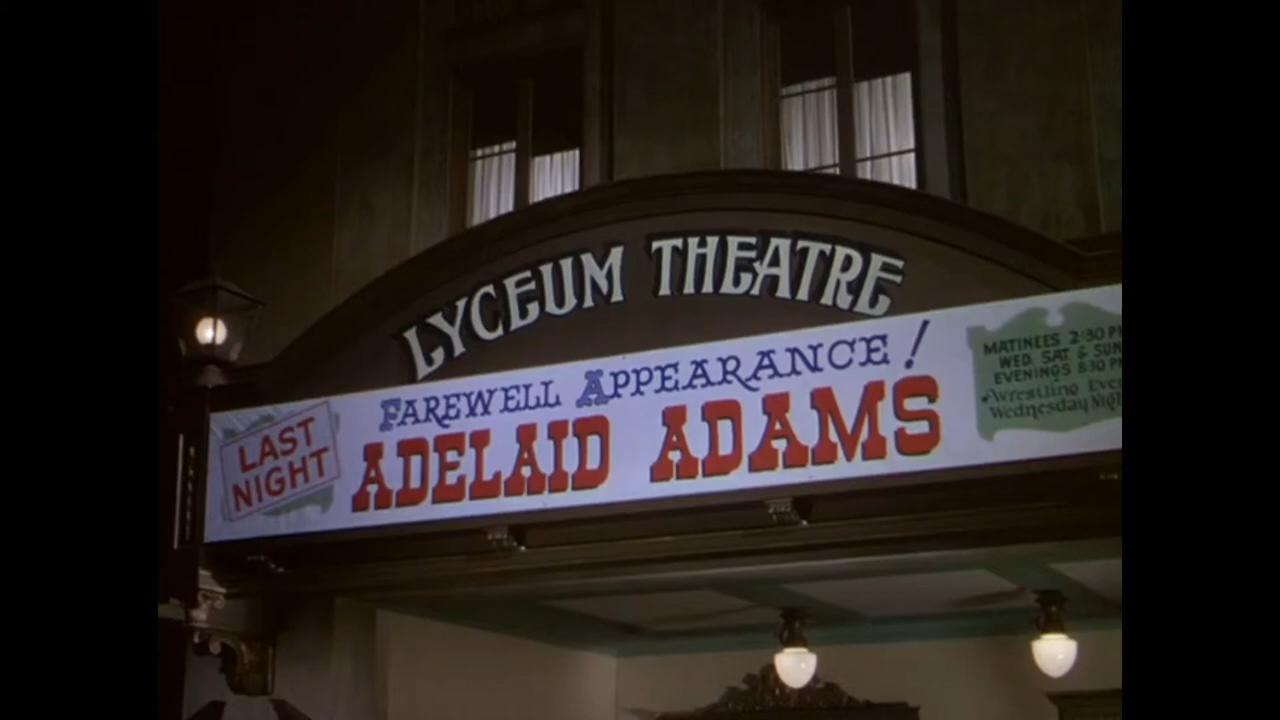 LYCEUM THEATRE
LAST
NIGHT
FAREWELL APPEARANCE!
ADELAID ADAMS
MATINEES 2:30
WED. SAT. & SUN.
EVENINGS 8:30
Wrestling
Wednesday